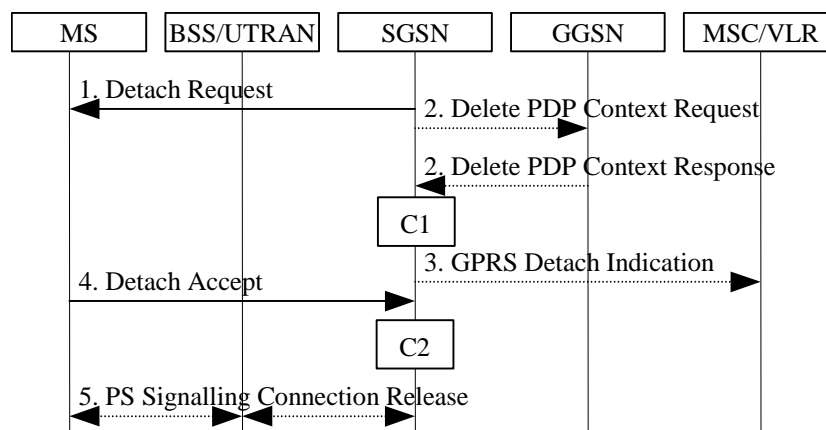 MS
BSS/UTRAN
SGSN
GGSN
MSC/VLR
1. Detach Request
2. Delete PDP Context Request
2. Delete PDP Context Response
C1
3. GPRS Detach Indication
4. Detach Accept
C2
5. PS Signalling Connection Release